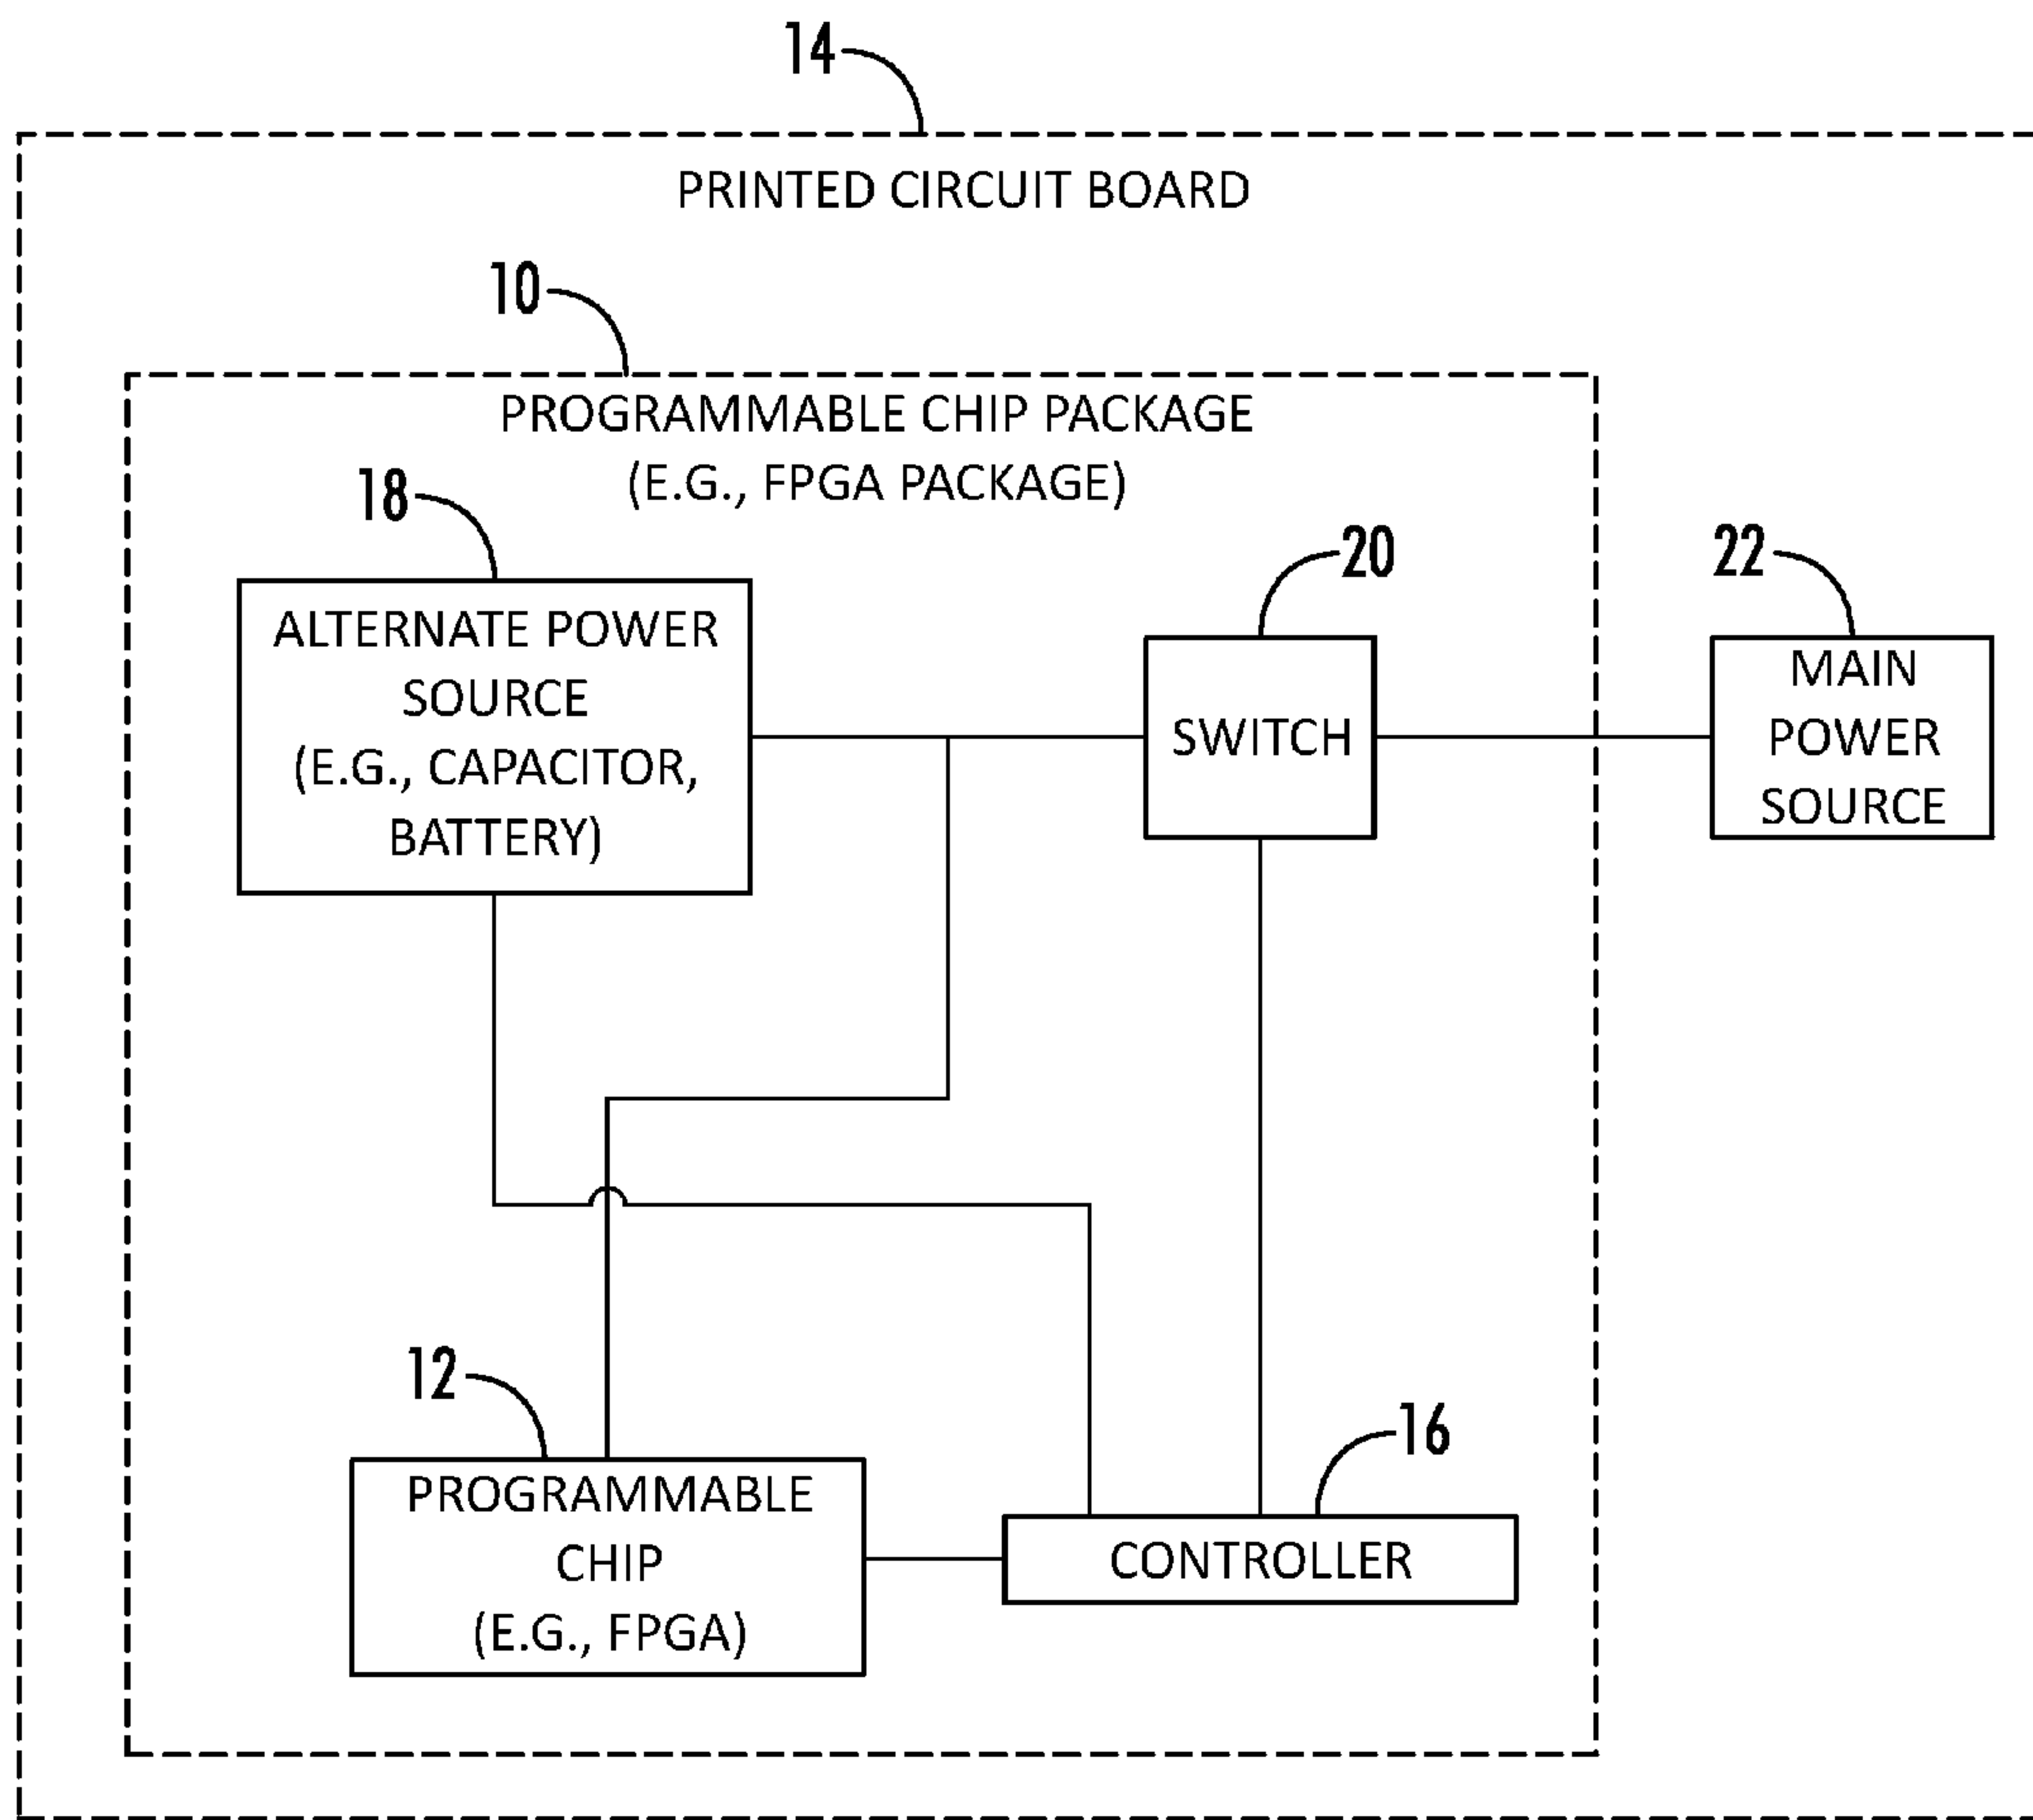 14
PRINTED CIRCUIT BOARD
10
PROGRAMMABLE CHIP PACKAGE
(E.G., FPGA PACKAGE)
18
ALTERNATE POWER
SOURCE
(E.G., CAPACITOR,
BATTERY)
20
SWITCH
22
MAIN
POWER
SOURCE
12
PROGRAMMABLE
CHIP
(E.G., FPGA)
16
CONTROLLER